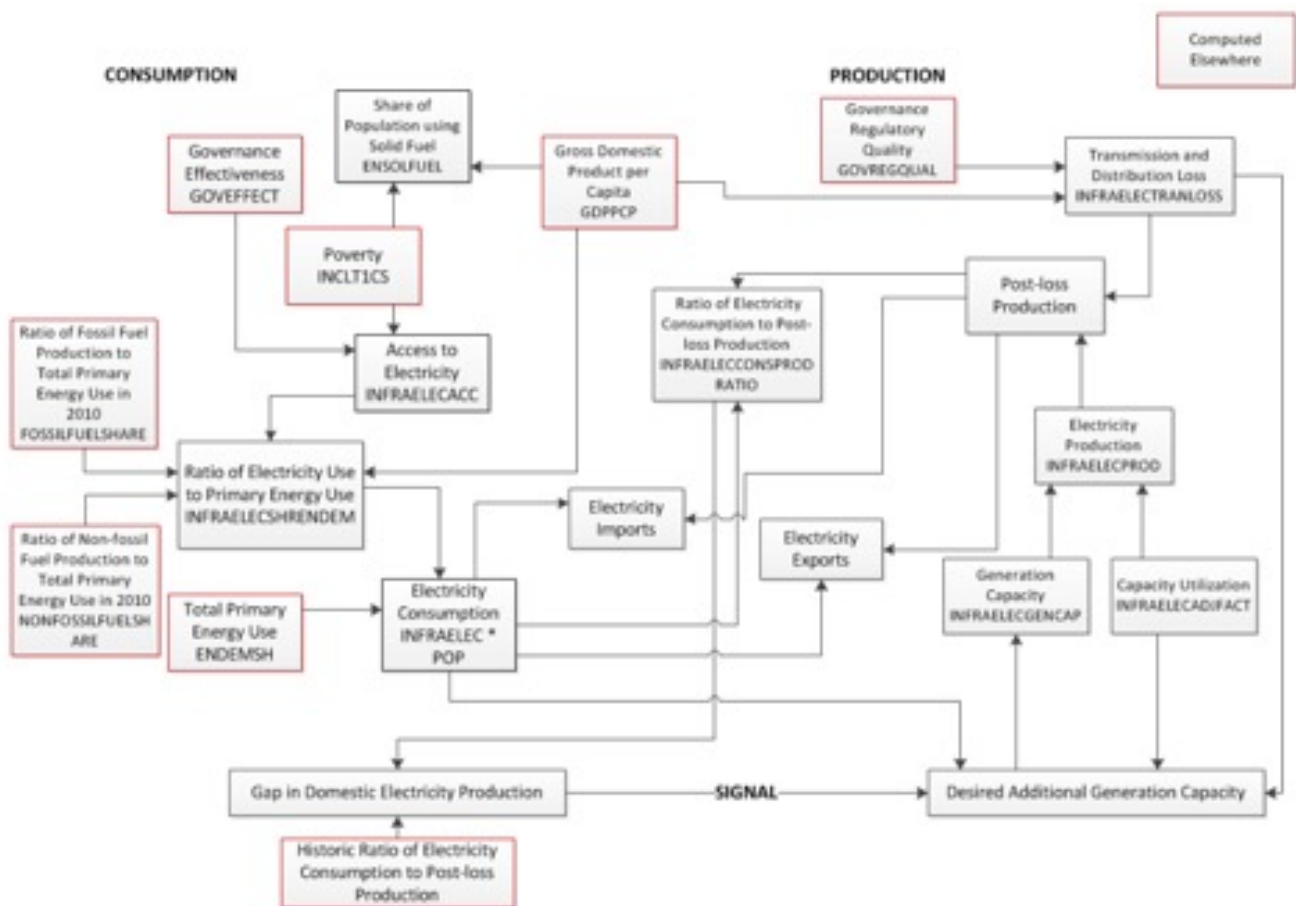 Computed
Elsewhere
CONSUMPTION
PRODUCTION
Share of
Population using
Solid Fuel
ENSOLFUEL
Governance
Regulatory
Quality
GOVREGQUAL
Governance
Effectiveness
GOVEFFECT
Gross Domestic
Product per
Capita
GDPPCP
Transmission and
Distribution Loss
INFRAELECTRANLOSS
Poverty
INCLT1CS
Ratio of Electricity
Consumption to Post-
loss Production
INFRAELECCONSPROD
RATIO
Post-loss
Production
Ratio of Fossil Fuel
Production to
Total Primary
Energy Use in
2010
FOSSILFUELSHARE
Access to
Electricity
INFRAELECACC
Electricity
Production
INFRAELECPROD
Ratio of Electricity Use
to Primary Energy Use
INFRAELECSHRENDEM
Electricity
Imports
Electricity
Exports
Ratio of Non-fossil
Fuel Production to
Total Primary
Energy Use in 2010
NONFOSSILFUELSH
ARE
Total Primary
Energy Use
ENDEMSH
Electricity
Consumption
INFRAELEC *
POP
Generation
Capacity
INFRAELECGENCAP
Capacity Utilization
INFRAELECADJFACT
Gap in Domestic Electricity Production
SIGNAL
Desired Additional Generation Capacity
Historic Ratio of Electricity
Consumption to Post-loss
Production